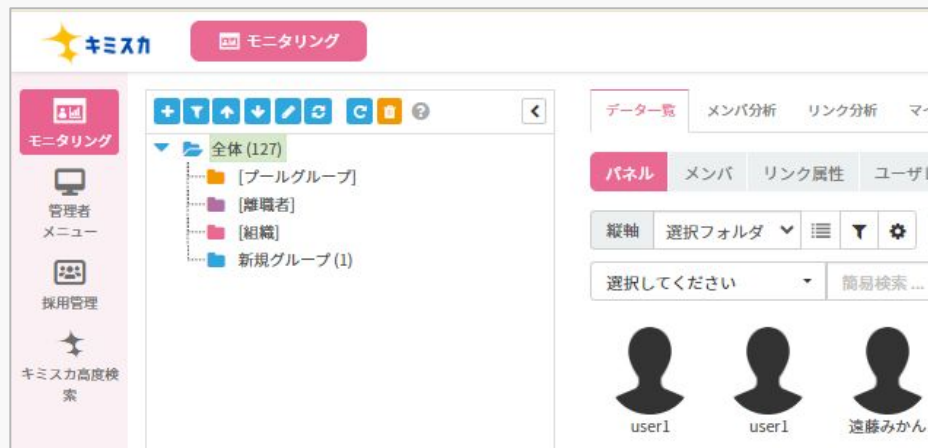 キミスカ
モニタリング
モニタリング
管理者
メニュー
採用管理
キミスカ高度検
索
全体 (127)
[プールグループ]
[離職者]
[組織]
新規グループ (1)
データ一覧 メンバ分析 リンク分析
パネル メンバ リンク属性 ユーザ
縦軸 選択フォルダ
選択してください 簡易検索 ...
user1 user1 遠藤みかん